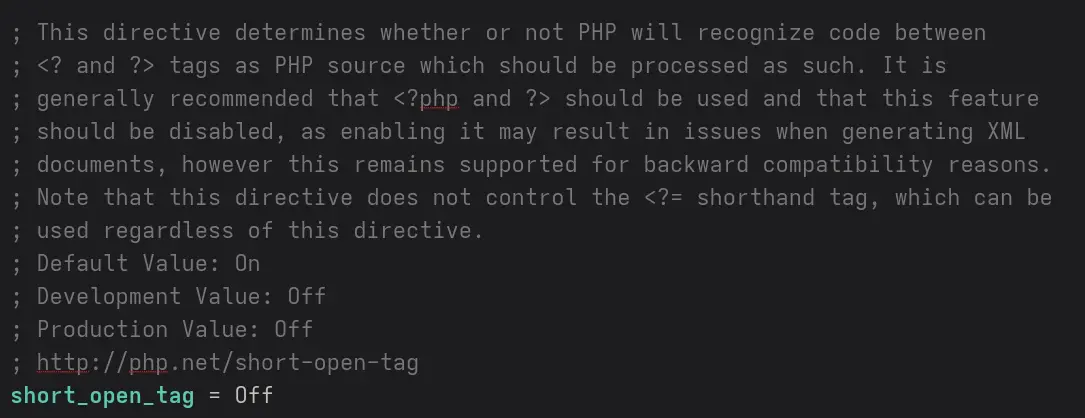 ; This directive determines whether or not PHP will recognize code between
; <? and ?> tags as PHP source which should be processed as such. It is
; generally recommended that <?php and ?> should be used and that this feature
; should be disabled, as enabling it may result in issues when generating XML
; documents, however this remains supported for backward compatibility reasons.
; Note that this directive does not control the <?= shorthand tag, which can be
; used regardless of this directive.
; Default Value: On
; Development Value: Off
; Production Value: Off
; http://php.net/short-open-tag
short_open_tag = Off